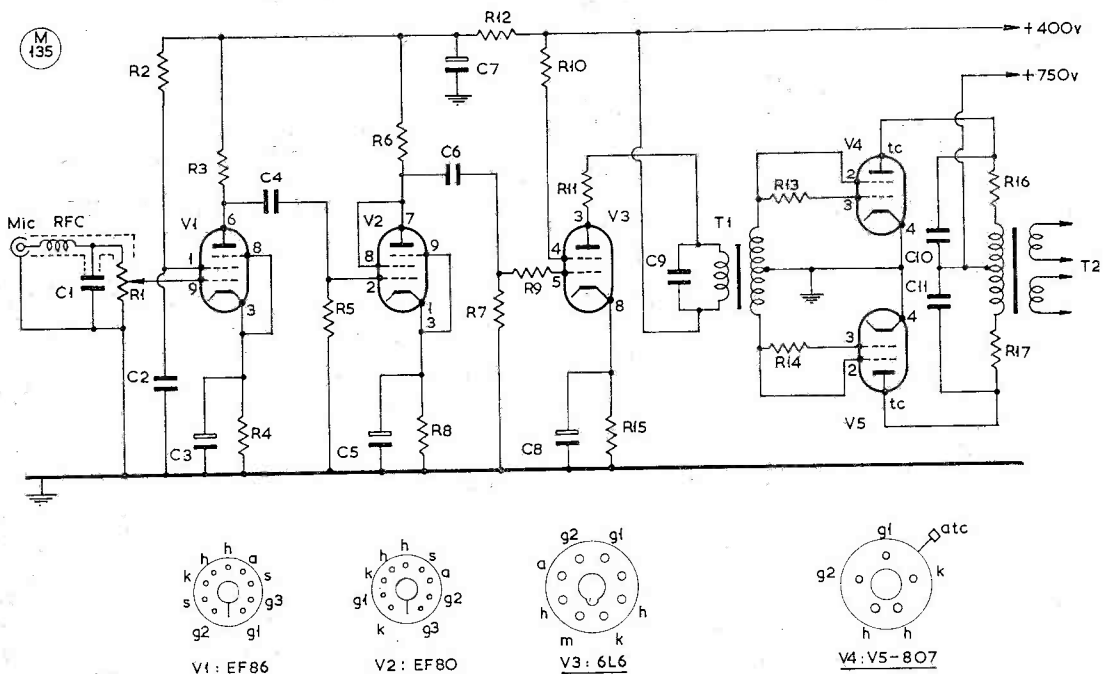 M
135
R12
+400v
R2
C7
R10
+750v
R3
R6
C4
C6
R11
V4
tc
2
3
R13
R16
Mic
RFC
V1
6
V2
7
V3
3
T1
4
C1
R1
1
8
9
3
8
9
2
1
3
R5
R7
R9
4
5
8
C9
C10
C11
T2
4
3
2
R14
R17
V5
tc
C2
C3
R4
C5
R8
C8
R15
h h a s g3 g1 g2 s k
V1: EF86
h h s a g2 g3 k g1 k
V2: EF80
g2 g1 h k m h a
V3: 6L6
g1 atc k h h g2
V4: V5-807